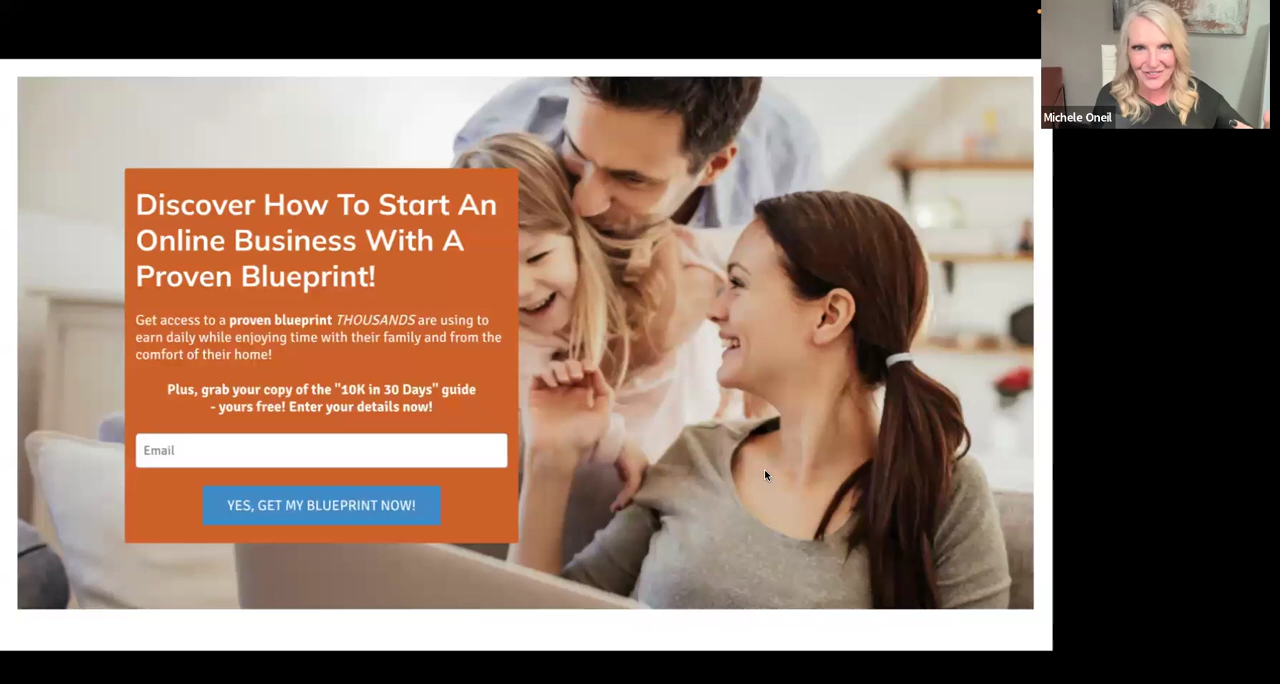 Michele Oneil
Discover How To Start An
Online Business With A
Proven Blueprint!
Get access to a proven blueprint THOUSANDS are using to
earn daily while enjoying time with their family and from the
comfort of their home!
Plus, grab your copy of the "10K in 30 Days" guide
- yours free! Enter your details now!
Email
YES, GET MY BLUEPRINT NOW!